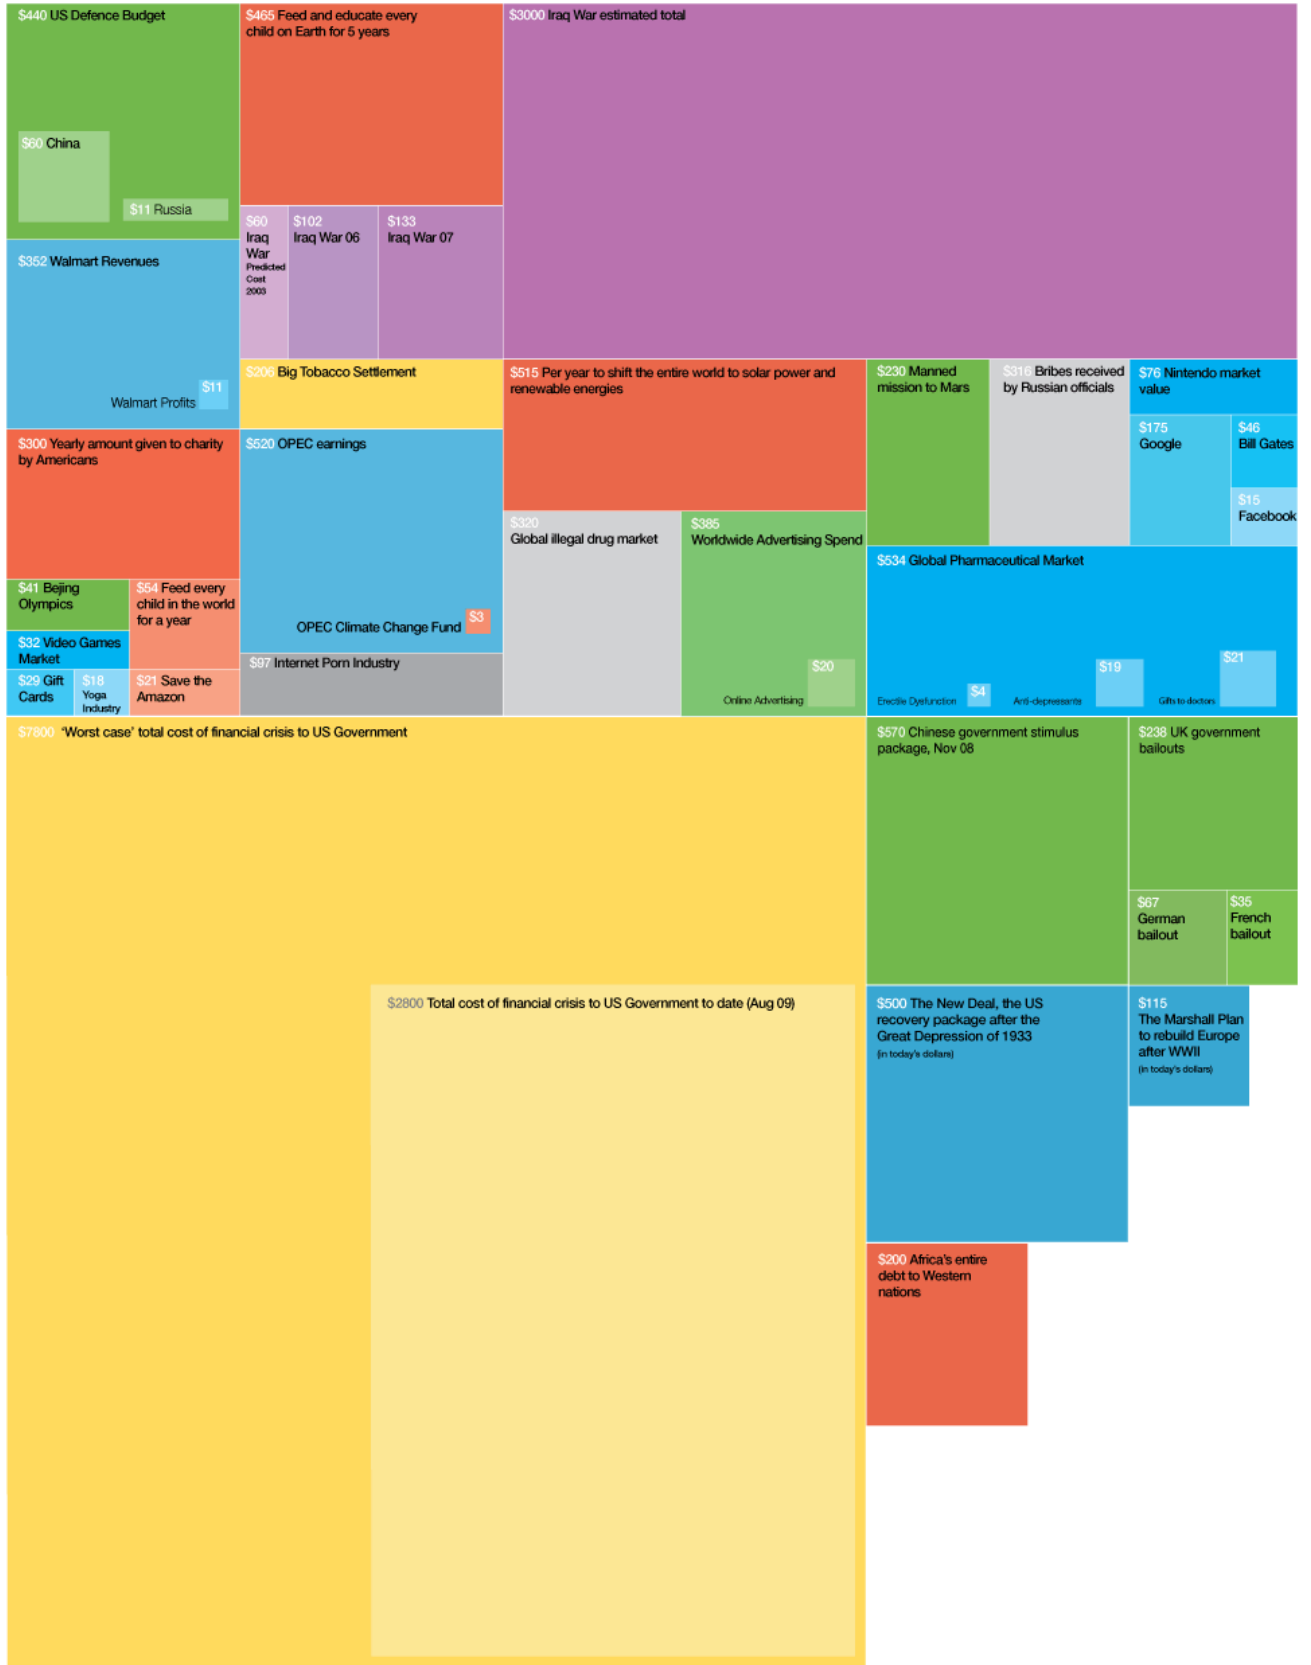 $440 US Defence Budget
$60 China
$11 Russia
$465 Feed and educate every
child on Earth for 5 years
$3000 Iraq War estimated total
$60
Iraq
War
Predicted
Cost
2003
$102
Iraq War 06
$133
Iraq War 07
$352 Walmart Revenues
$11
Walmart Profits
$206 Big Tobacco Settlement
$515 Per year to shift the entire world to solar power and
renewable energies
$230 Manned
mission to Mars
$316 Bribes received
by Russian officials
$76 Nintendo market
value
$175
Google
$46
Bill Gates
$15
Facebook
$300 Yearly amount given to charity
by Americans
$520 OPEC earnings
OPEC Climate Change Fund $3
$320
Global illegal drug market
$385
Worldwide Advertising Spend
$20
Online Advertising
$534 Global Pharmaceutical Market
Erectile Dysfunction $4
Anti-depressants $19
Gifts to doctors $21
$41 Bejing
Olympics
$54 Feed every
child in the world
for a year
$32 Video Games
Market
$29 Gift
Cards
$18
Yoga
Industry
$21 Save the
Amazon
$97 Internet Porn Industry
$7800 'Worst case' total cost of financial crisis to US Government
$2800 Total cost of financial crisis to US Government to date (Aug 09)
$570 Chinese government stimulus
package, Nov 08
$238 UK government
bailouts
$67
German
bailout
$35
French
bailout
$500 The New Deal, the US
recovery package after the
Great Depression of 1933
(in today's dollars)
$115
The Marshall Plan
to rebuild Europe
after WWII
(in today's dollars)
$200 Africa's entire
debt to Western
nations